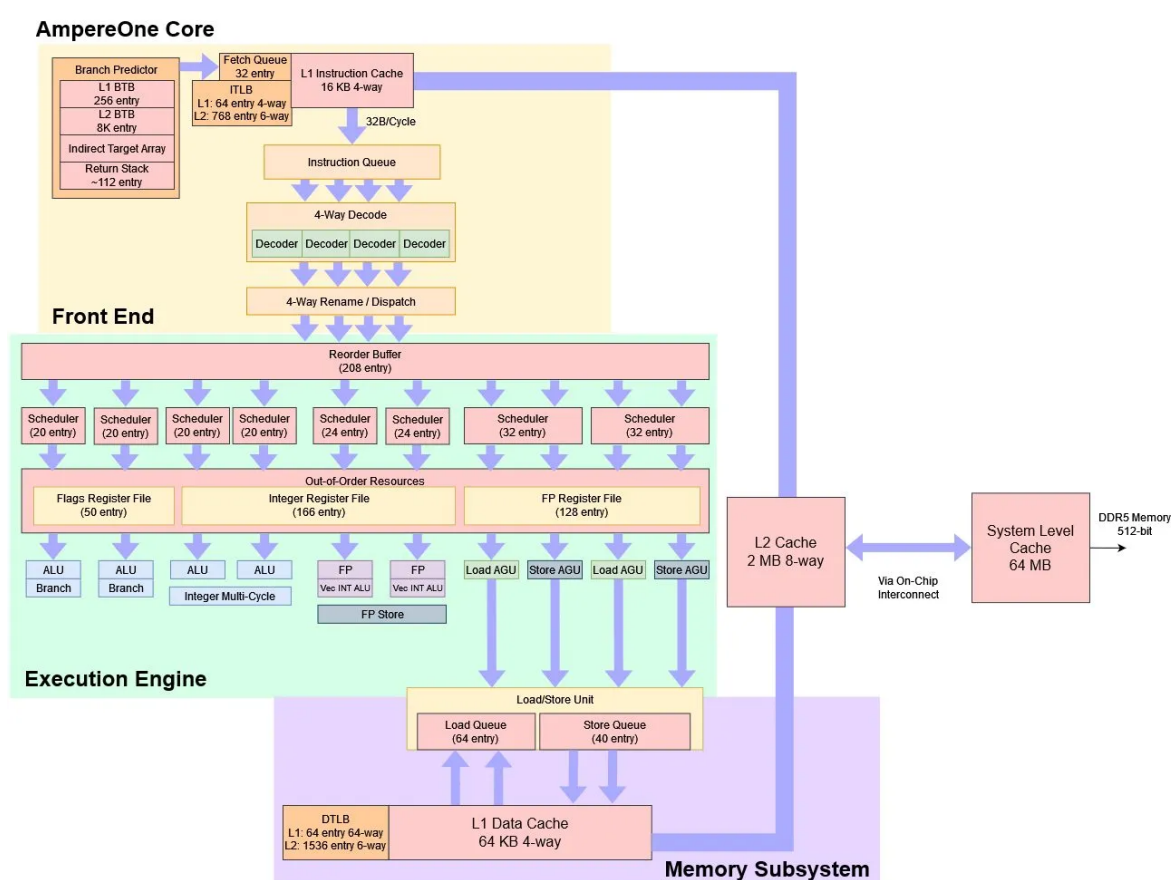 AmpereOne Core
Branch Predictor
L1 BTB
256 entry
L2 BTB
8K entry
Indirect Target Array
Return Stack
~112 entry
Fetch Queue
32 entry
ITLB
L1: 64 entry 4-way
L2: 768 entry 6-way
L1 Instruction Cache
16 KB 4-way
32B/Cycle
Instruction Queue
4-Way Decode
Decoder Decoder Decoder Decoder
4-Way Rename / Dispatch
Front End
Reorder Buffer
(208 entry)
Scheduler
(20 entry)
Scheduler
(20 entry)
Scheduler
(20 entry)
Scheduler
(20 entry)
Scheduler
(24 entry)
Scheduler
(24 entry)
Scheduler
(32 entry)
Scheduler
(32 entry)
Out-of-Order Resources
Flags Register File
(50 entry)
Integer Register File
(166 entry)
FP Register File
(128 entry)
ALU
Branch
ALU
Branch
ALU
ALU
Integer Multi-Cycle
FP
Vec INT ALU
FP
Vec INT ALU
FP Store
Load AGU
Store AGU
Load AGU
Store AGU
Execution Engine
L2 Cache
2 MB 8-way
Via On-Chip
Interconnect
System Level
Cache
64 MB
DDR5 Memory
512-bit
Load/Store Unit
Load Queue
(64 entry)
Store Queue
(40 entry)
DTLB
L1: 64 entry 64-way
L2: 1536 entry 6-way
L1 Data Cache
64 KB 4-way
Memory Subsystem